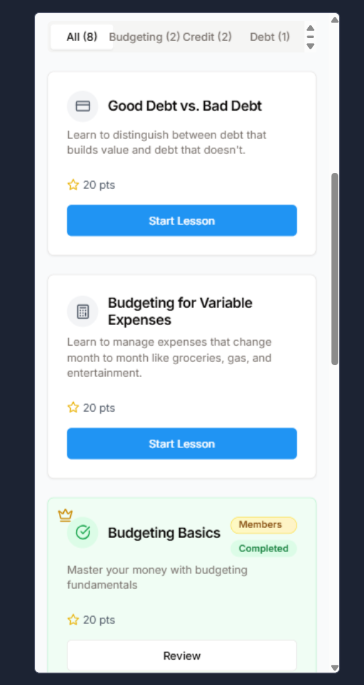 All (8) Budgeting (2) Credit (2) Debt (1)
Good Debt vs. Bad Debt
Learn to distinguish between debt that
builds value and debt that doesn't.
20 pts
Start Lesson
Budgeting for Variable
Expenses
Learn to manage expenses that change
month to month like groceries, gas, and
entertainment.
20 pts
Start Lesson
Members
Budgeting Basics
Completed
Master your money with budgeting
fundamentals
20 pts
Review